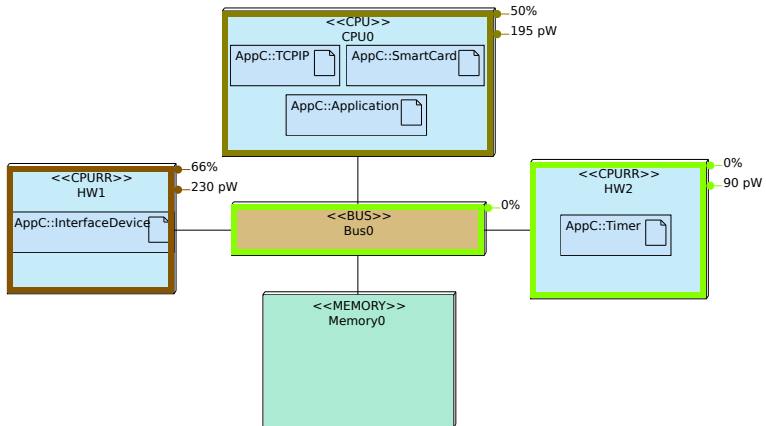 50%
<<CPU>>
195 pW
CPU0
AppC::TCPIP
AppC::SmartCard
AppC::Application
66%
<<CPURR>>
230 pW
HW1
AppC::InterfaceDevice
<<BUS>>
0%
Bus0
0%
<<CPURR>>
90 pW
HW2
AppC::Timer
<<MEMORY>>
Memory0